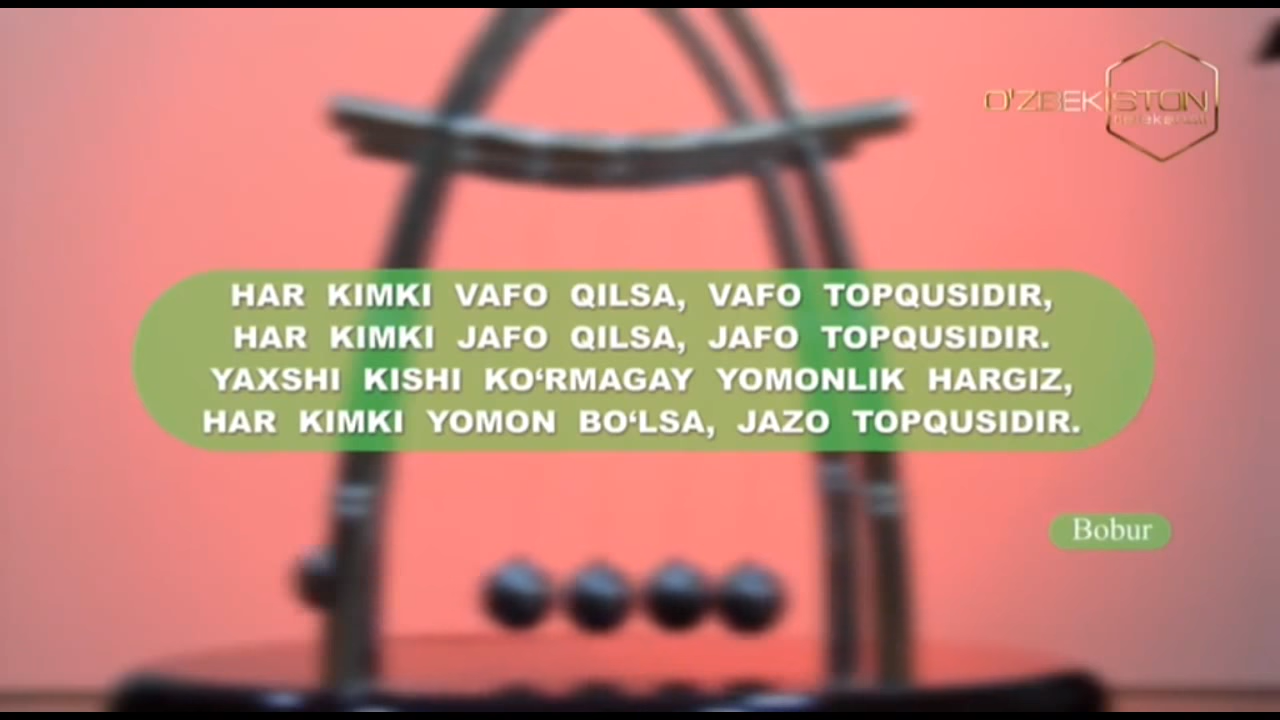 O'ZBEKISTON
telekanali
HAR KIMKI VAFO QILSA, VAFO TOPQUSIDIR,
HAR KIMKI JAFO QILSA, JAFO TOPQUSIDIR.
YAXSHI KISHI KO‘RMAGAY YOMONLIK HARGIZ,
HAR KIMKI YOMON BO‘LSA, JAZO TOPQUSIDIR.
Bobur